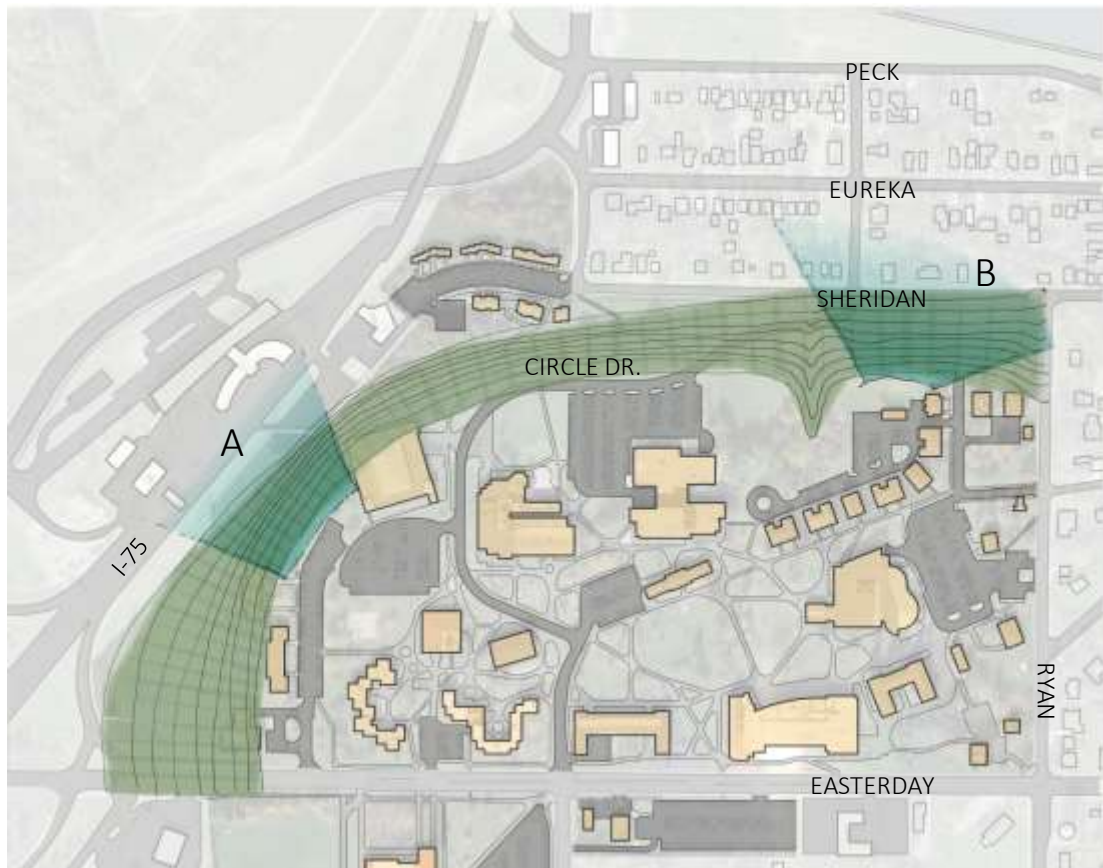 PECK
EUREKA
B
SHERIDAN
CIRCLE DR.
A
I-75
RYAN
EASTERDAY